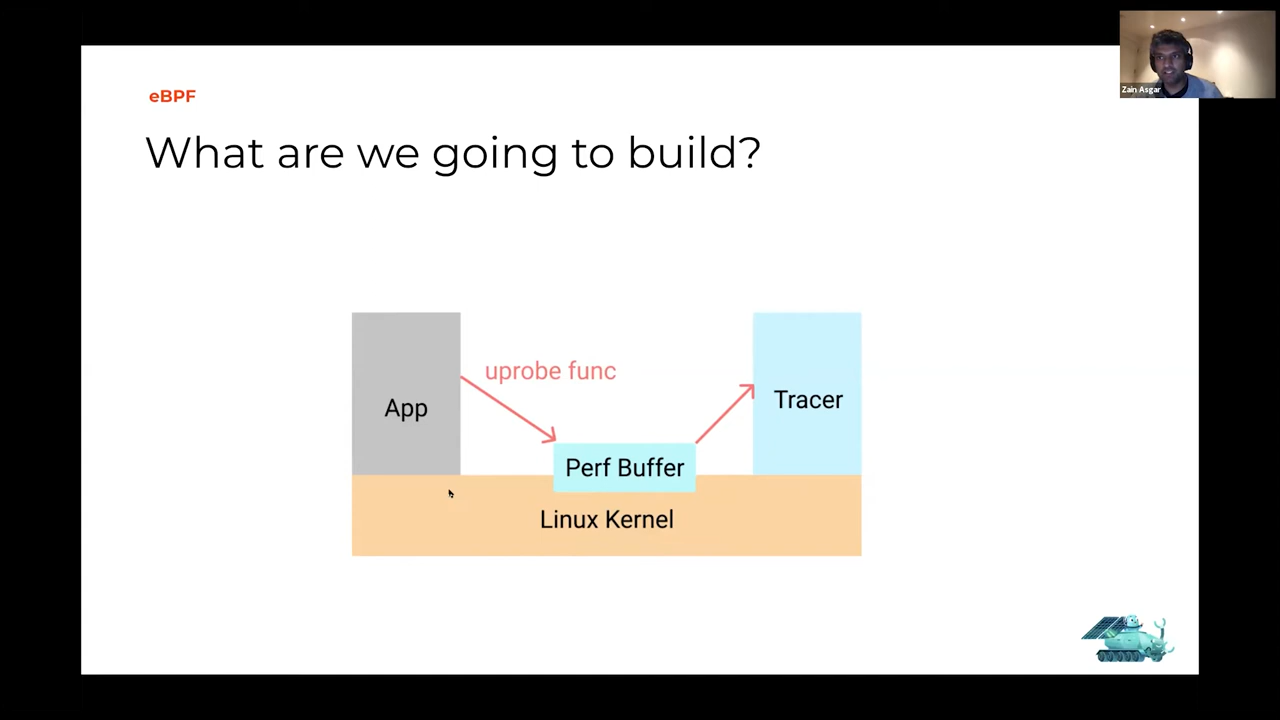 eBPF
What are we going to build?
Zain Asgar
uprobe func
App
Tracer
Perf Buffer
Linux Kernel